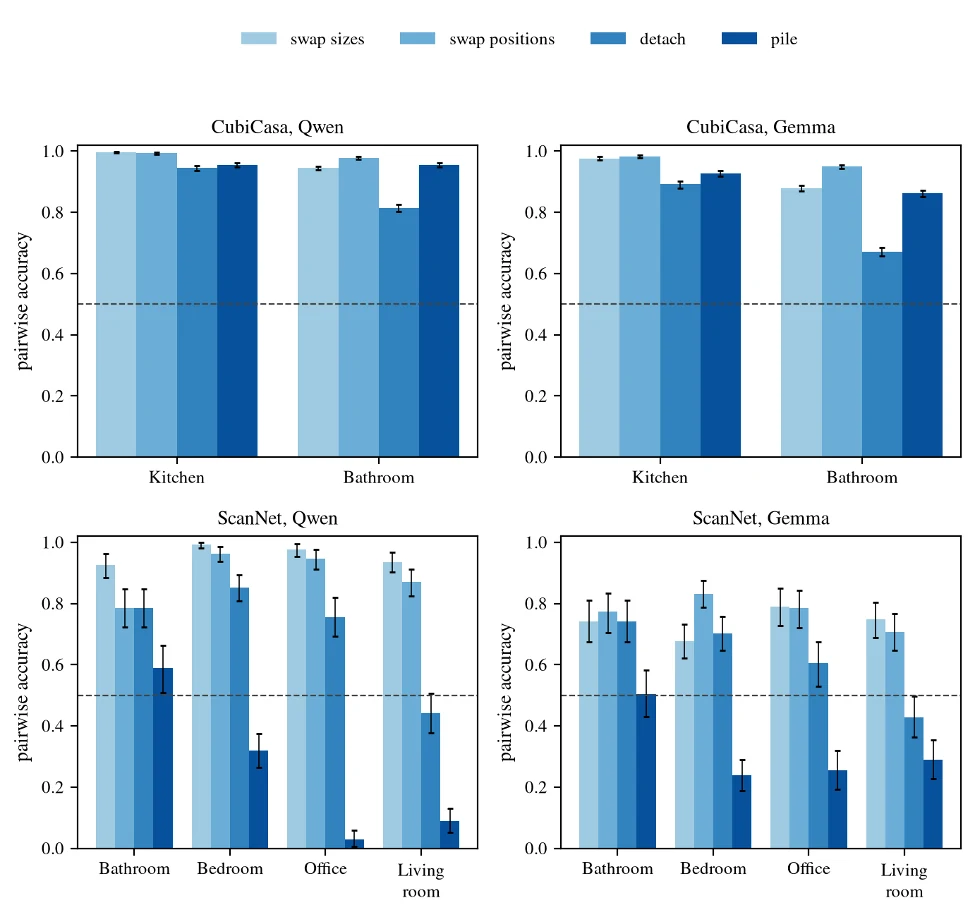 swap sizes swap positions detach pile
CubiCasa, Qwen
1.0
0.8
0.6
0.4
0.2
0.0
pairwise accuracy
Kitchen Bathroom
CubiCasa, Gemma
1.0
0.8
0.6
0.4
0.2
0.0
pairwise accuracy
Kitchen Bathroom
ScanNet, Qwen
1.0
0.8
0.6
0.4
0.2
0.0
pairwise accuracy
Bathroom Bedroom Office Living
room
ScanNet, Gemma
1.0
0.8
0.6
0.4
0.2
0.0
pairwise accuracy
Bathroom Bedroom Office Living
room